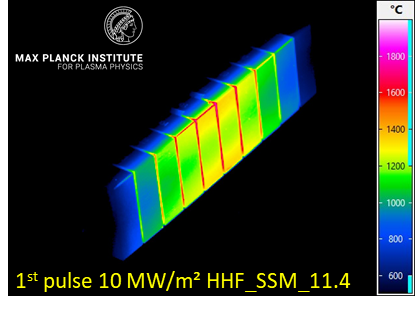 °C
MAX PLANCK INSTITUTE
FOR PLASMA PHYSICS
1800
1600
1400
1200
1000
800
600
1st pulse 10 MW/m² HHF_SSM_11.4